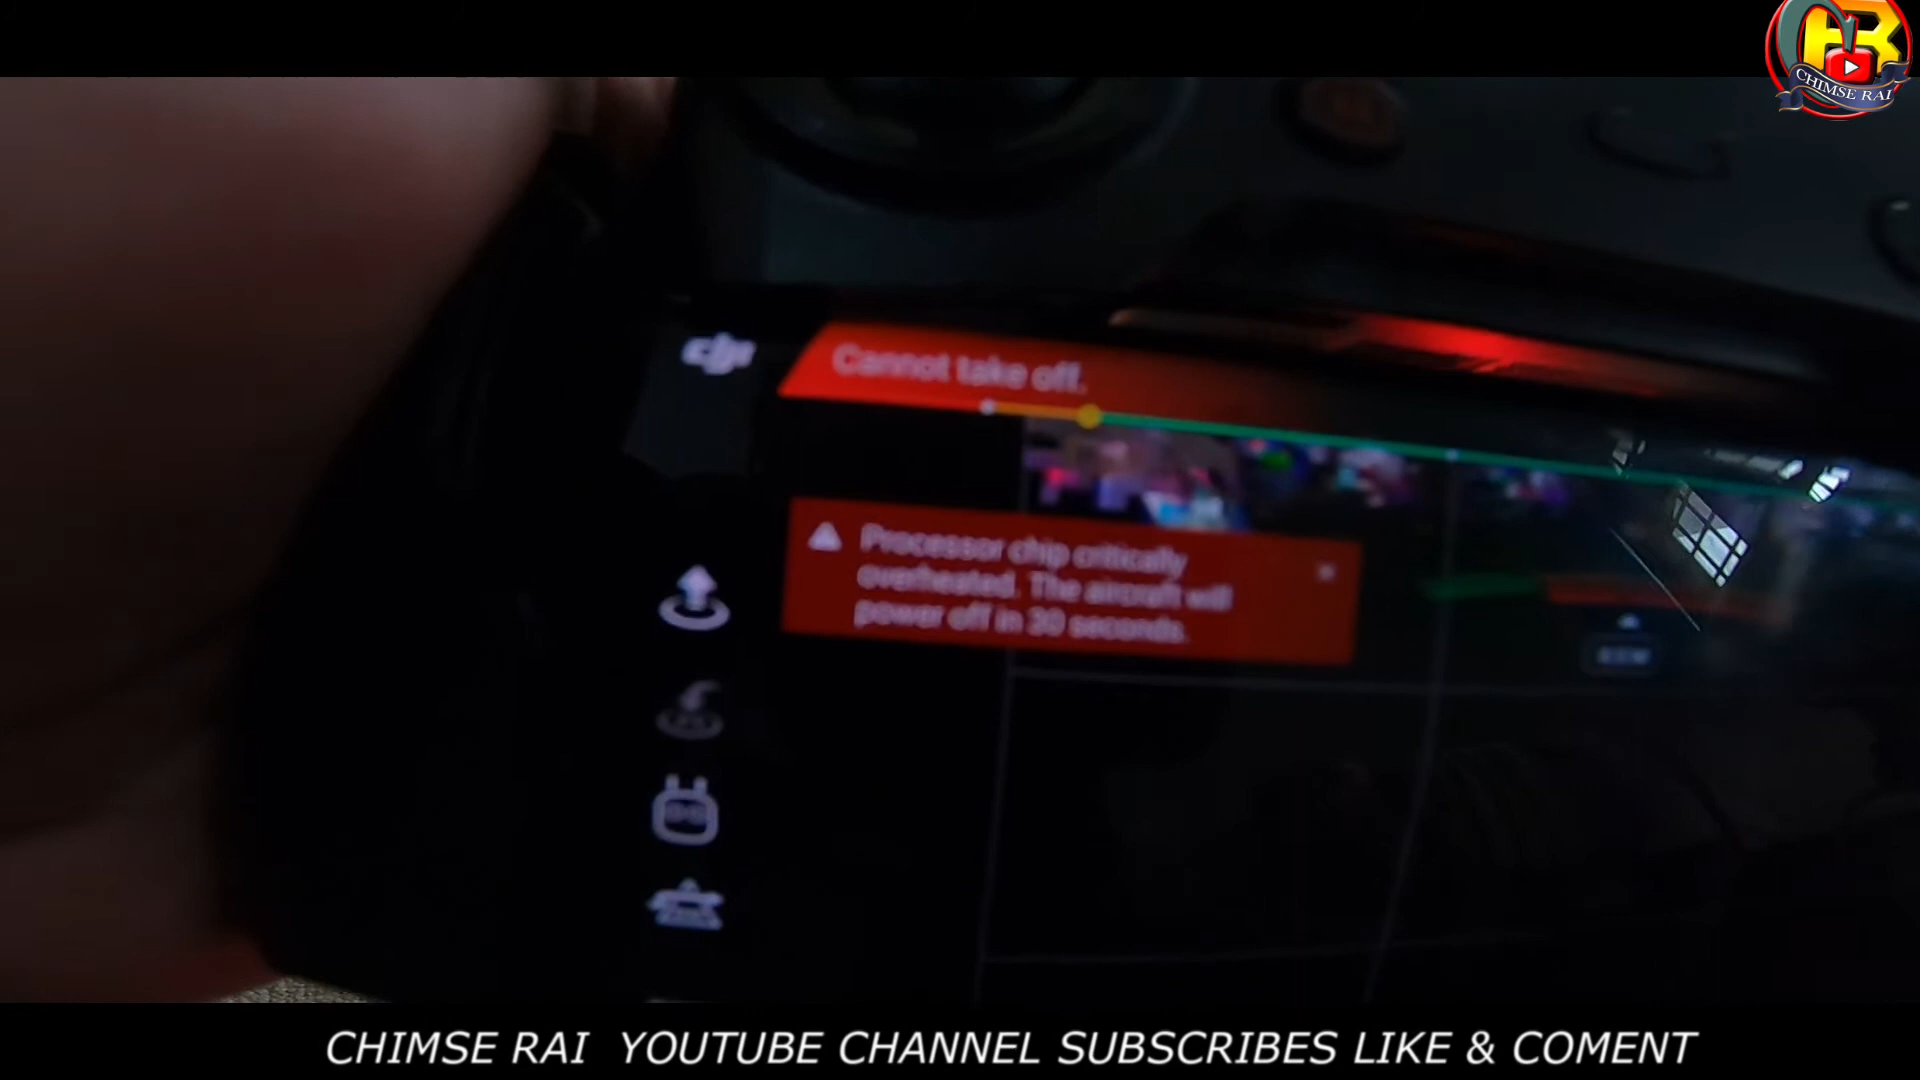 CHIMSE RAI
dji
Cannot take off.
Processor chip critically
overheated. The aircraft will
power off in 30 seconds.
CHIMSE RAI YOUTUBE CHANNEL SUBSCRIBES LIKE & COMENT